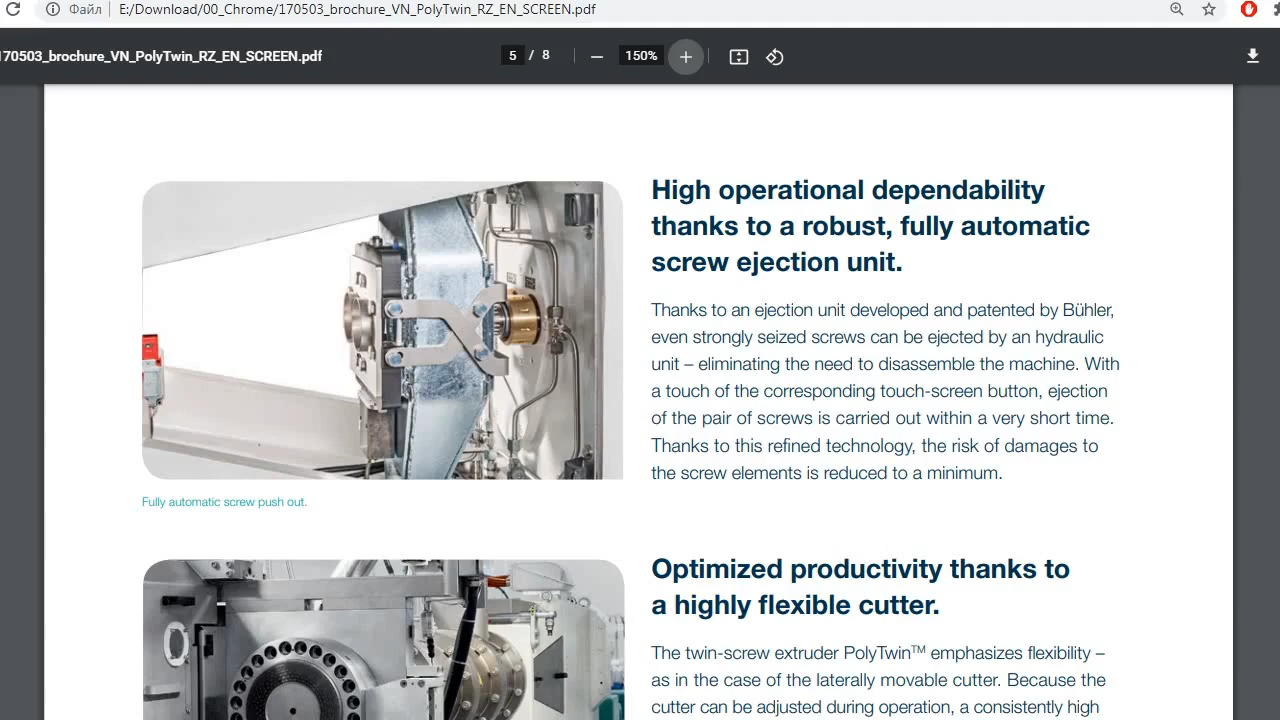 Файл E:/Download/00_Chrome/170503_brochure_VN_PolyTwin_RZ_EN_SCREEN.pdf
170503_brochure_VN_PolyTwin_RZ_EN_SCREEN.pdf
5 / 8
150%
High operational dependability
thanks to a robust, fully automatic
screw ejection unit.
Thanks to an ejection unit developed and patented by Bühler,
even strongly seized screws can be ejected by an hydraulic
unit – eliminating the need to disassemble the machine. With
a touch of the corresponding touch-screen button, ejection
of the pair of screws is carried out within a very short time.
Thanks to this refined technology, the risk of damages to
the screw elements is reduced to a minimum.
Fully automatic screw push out.
Optimized productivity thanks to
a highly flexible cutter.
The twin-screw extruder PolyTwin™ emphasizes flexibility –
as in the case of the laterally movable cutter. Because the
cutter can be adjusted during operation, a consistently high